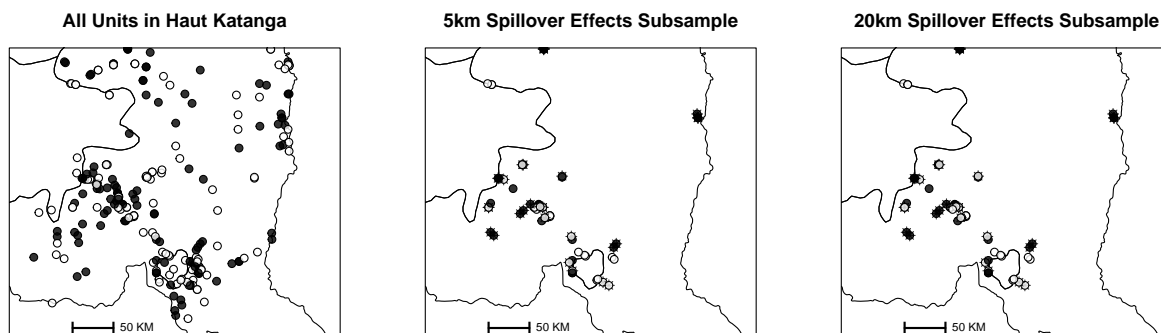 All Units in Haut Katanga
5km Spillover Effects Subsample
20km Spillover Effects Subsample
50 KM
50 KM
50 KM